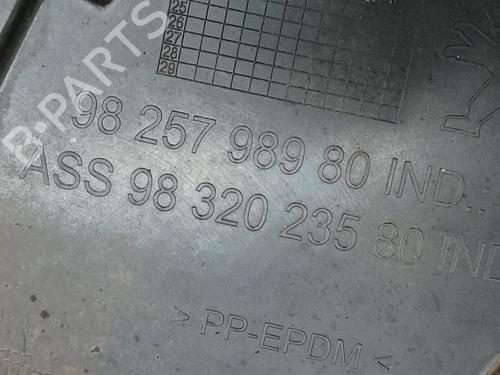 25
26
27
28
29
B-PARTS
98 257 989 80 IND.:
ASS 98 320 235 80 IND
> PP-EPDM <